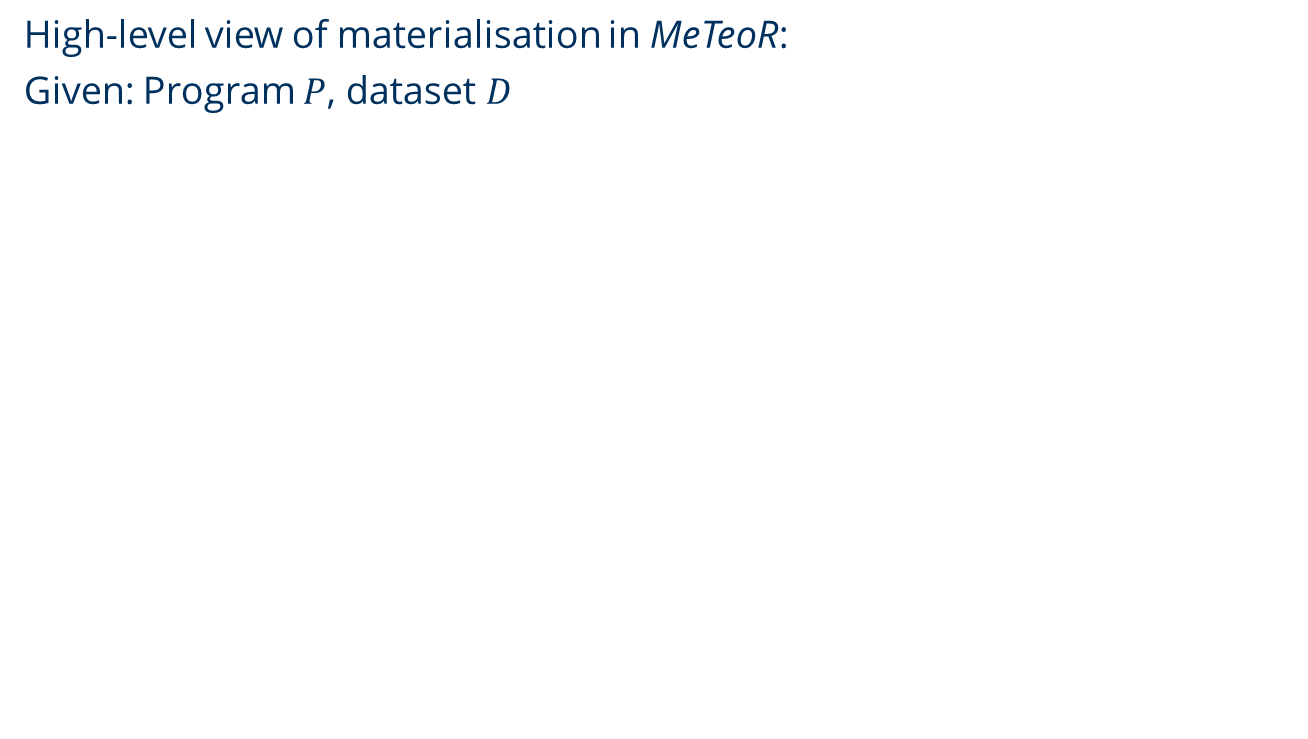 High-level view of materialisation in MeTeoR:
Given: Program P, dataset D